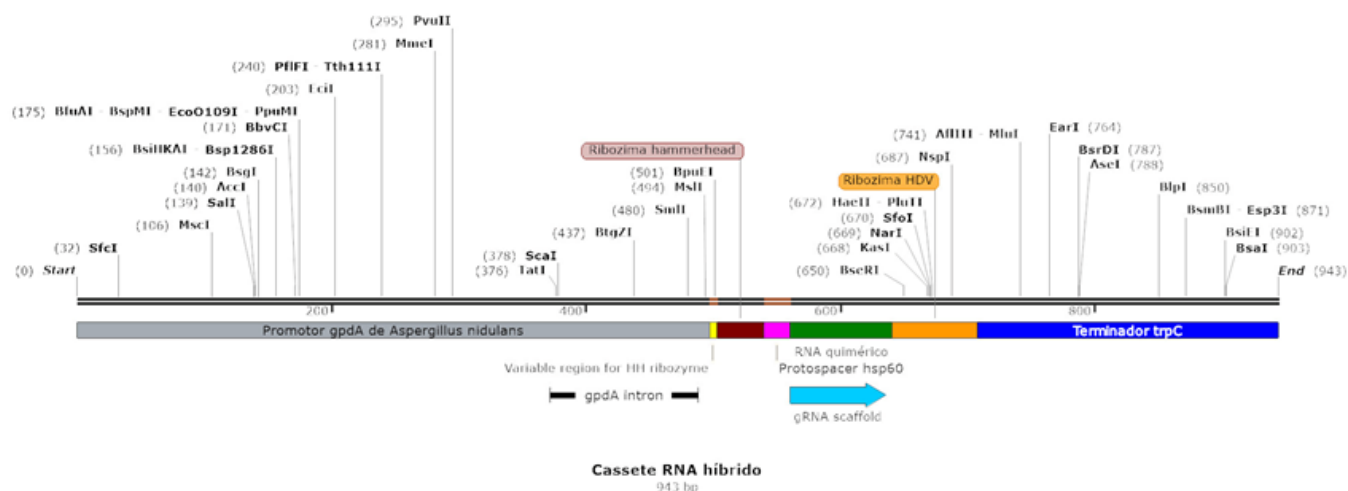 (295) PvuII
(281) MmeI
(240) PflFI - Tth111I
(203) EciI
(175) BfuAI - BspMI - EcoO109I - PpuMI
(171) BbvCI
(156) BsiHKAI - Bsp1286I
(142) BsgI
(140) AccI
(139) SalI
(106) MscI
(32) SfcI
(0) Start
Ribozima hammerhead
(501) BpuEI
(494) MslI
(480) SmlI
(437) BtgZI
(378) ScaI
(376) TatI
(741) AflIII - MluI
(687) NspI
Ribozima HDV
(672) HaeII - PluTI
(670) SfoI
(669) NarI
(668) KasI
(650) BseRI
EarI (764)
BsrDI (787)
AseI (788)
BlpI (850)
BsmBI - Esp3I (871)
BsiEI (902)
BsaI (903)
End (943)
200 400 600 800
Promotor gpdA de Aspergillus nidulans
Terminador trpC
Variable region for HH ribozyme
RNA quimérico
Protospacer hsp60
gpdA intron
gRNA scaffold
Cassete RNA híbrido
943 bp